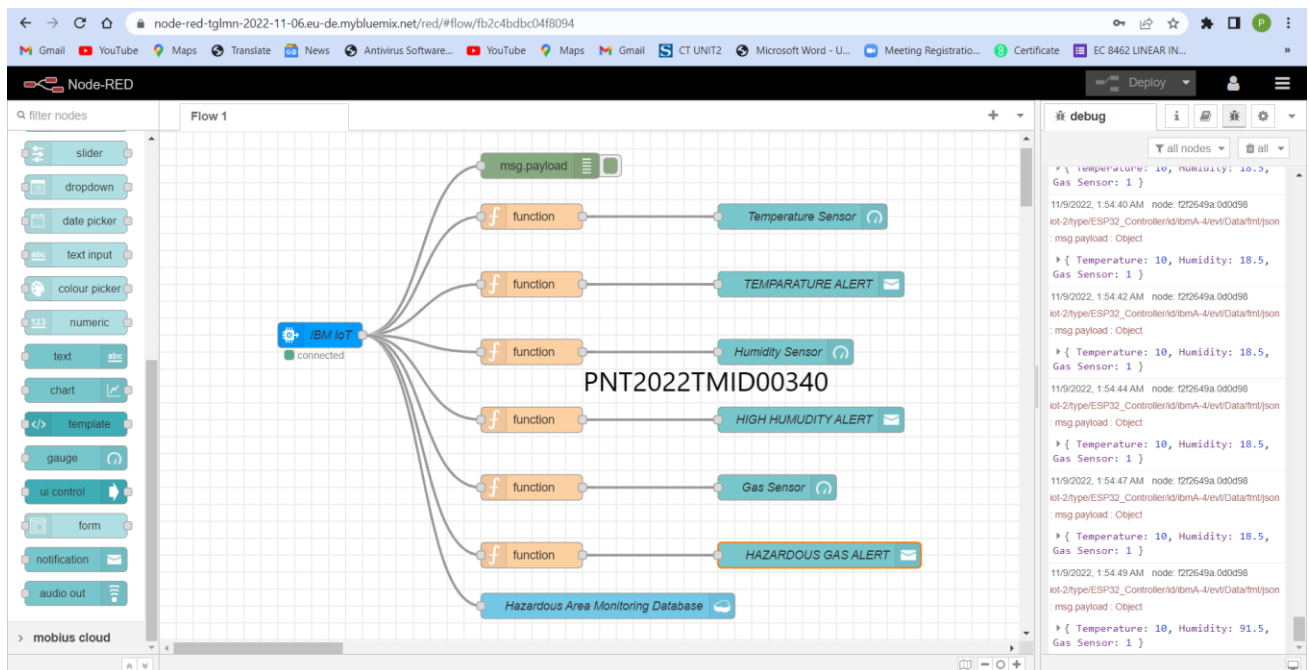 node-red-tglmn-2022-11-06.eu-de.mybluemix.net/red/#flow/fb2c4bdbc04f8094
P
Gmail YouTube Maps Translate News Antivirus Software... YouTube Maps Gmail CT UNIT2 Microsoft Word - U... Meeting Registratio... Certificate EC 8462 LINEAR IN... »
Node-RED
Deploy
filter nodes
slider
dropdown
date picker
abc text input
colour picker
123 numeric
text abc
chart
</> template
gauge
ui control
form
notification
audio out
mobius cloud
Flow 1
msg.payload
f function Temperature Sensor
f function TEMPARATURE ALERT
IBM IoT
connected
f function Humidity Sensor
PNT2022TMID00340
f function HIGH HUMUDITY ALERT
f function Gas Sensor
f function HAZARDOUS GAS ALERT
Hazardous Area Monitoring Database
debug i
all nodes all
{ Temperature: 10, Humidity: 18.5,
Gas Sensor: 1 }
11/9/2022, 1:54:40 AM node: f2f2649a.0d0d98
iot-2/type/ESP32_Controller/id/ibmA-4/evt/Data/fmt/json
: msg.payload : Object
{ Temperature: 10, Humidity: 18.5,
Gas Sensor: 1 }
11/9/2022, 1:54:42 AM node: f2f2649a.0d0d98
iot-2/type/ESP32_Controller/id/ibmA-4/evt/Data/fmt/json
: msg.payload : Object
{ Temperature: 10, Humidity: 18.5,
Gas Sensor: 1 }
11/9/2022, 1:54:44 AM node: f2f2649a.0d0d98
iot-2/type/ESP32_Controller/id/ibmA-4/evt/Data/fmt/json
: msg.payload : Object
{ Temperature: 10, Humidity: 18.5,
Gas Sensor: 1 }
11/9/2022, 1:54:47 AM node: f2f2649a.0d0d98
iot-2/type/ESP32_Controller/id/ibmA-4/evt/Data/fmt/json
: msg.payload : Object
{ Temperature: 10, Humidity: 18.5,
Gas Sensor: 1 }
11/9/2022, 1:54:49 AM node: f2f2649a.0d0d98
iot-2/type/ESP32_Controller/id/ibmA-4/evt/Data/fmt/json
: msg.payload : Object
{ Temperature: 10, Humidity: 91.5,
Gas Sensor: 1 }